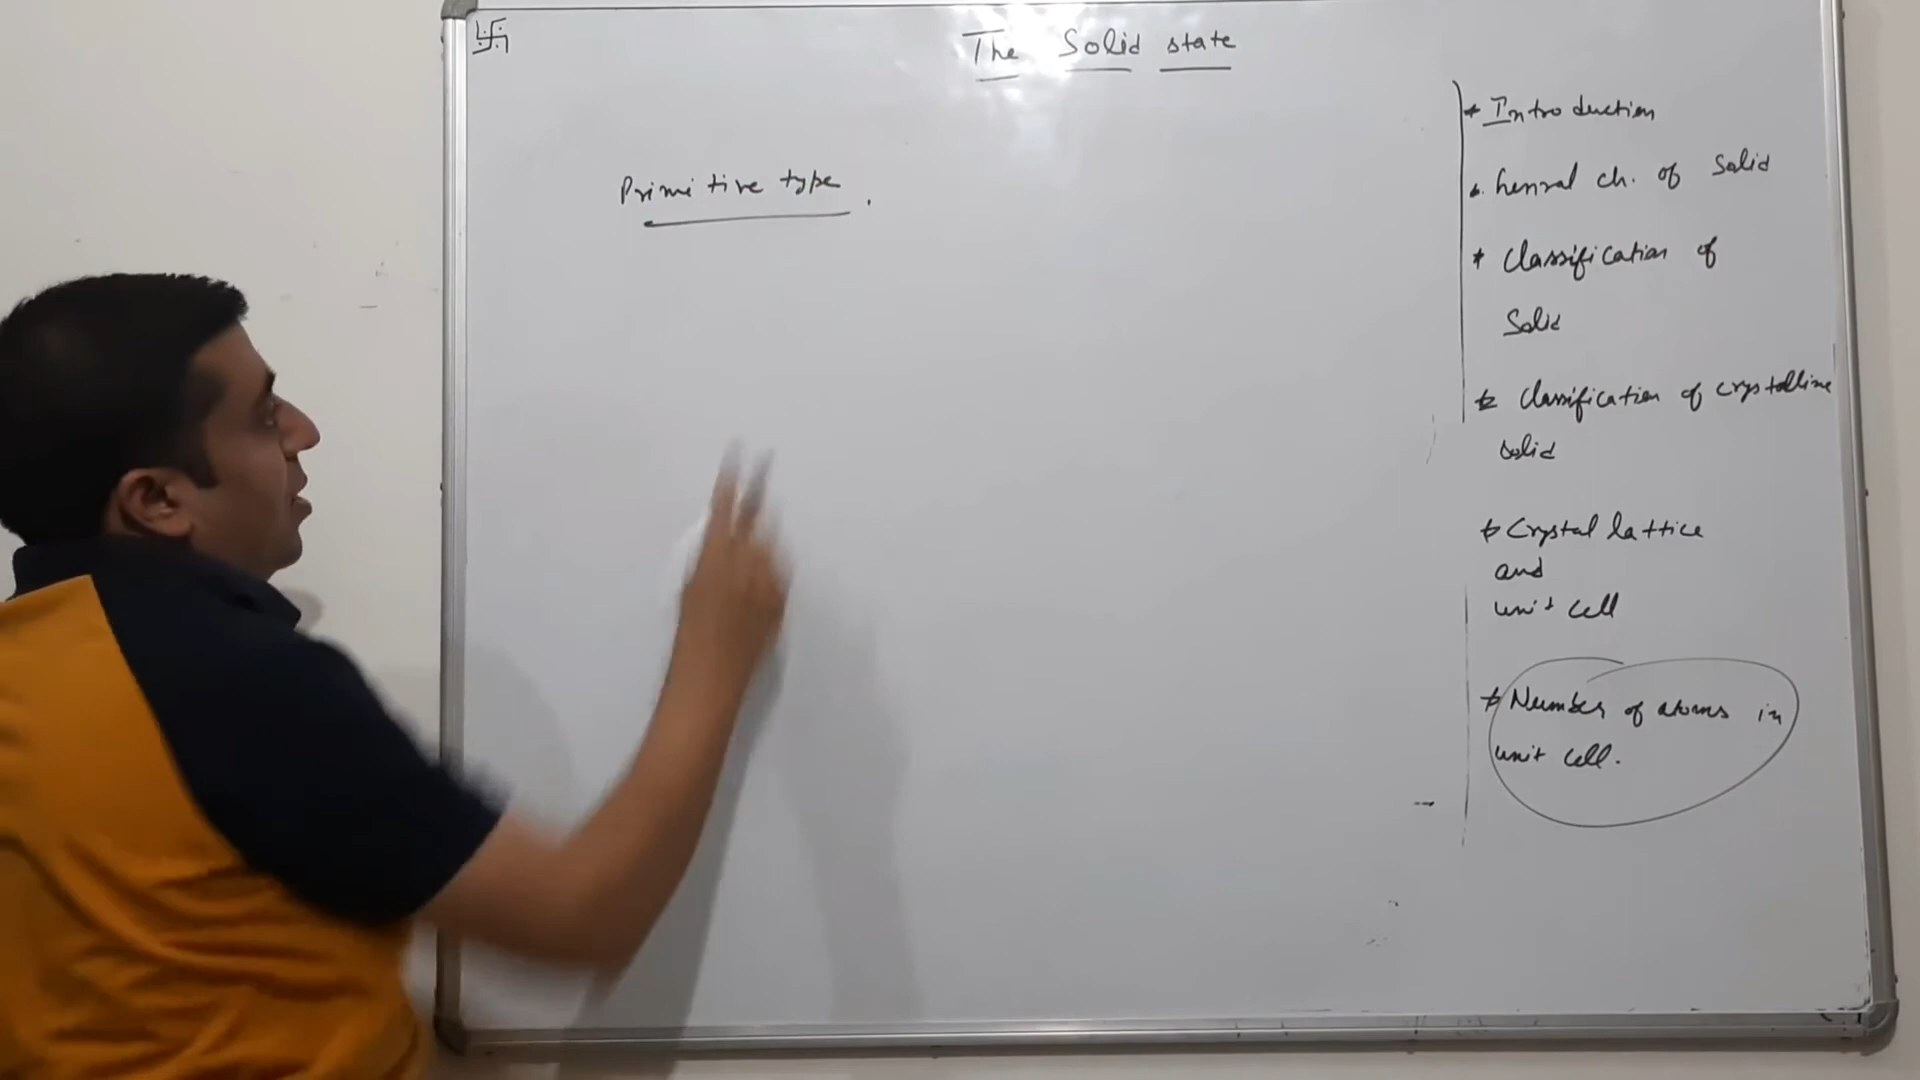 The Solid state
Primitive type.
* Introduction
* henral ch. of Solid
* Classification of
Solid
* Classification of crystalline
solid
* Crystal lattice
and
unit cell
* Number of atoms in
unit cell.